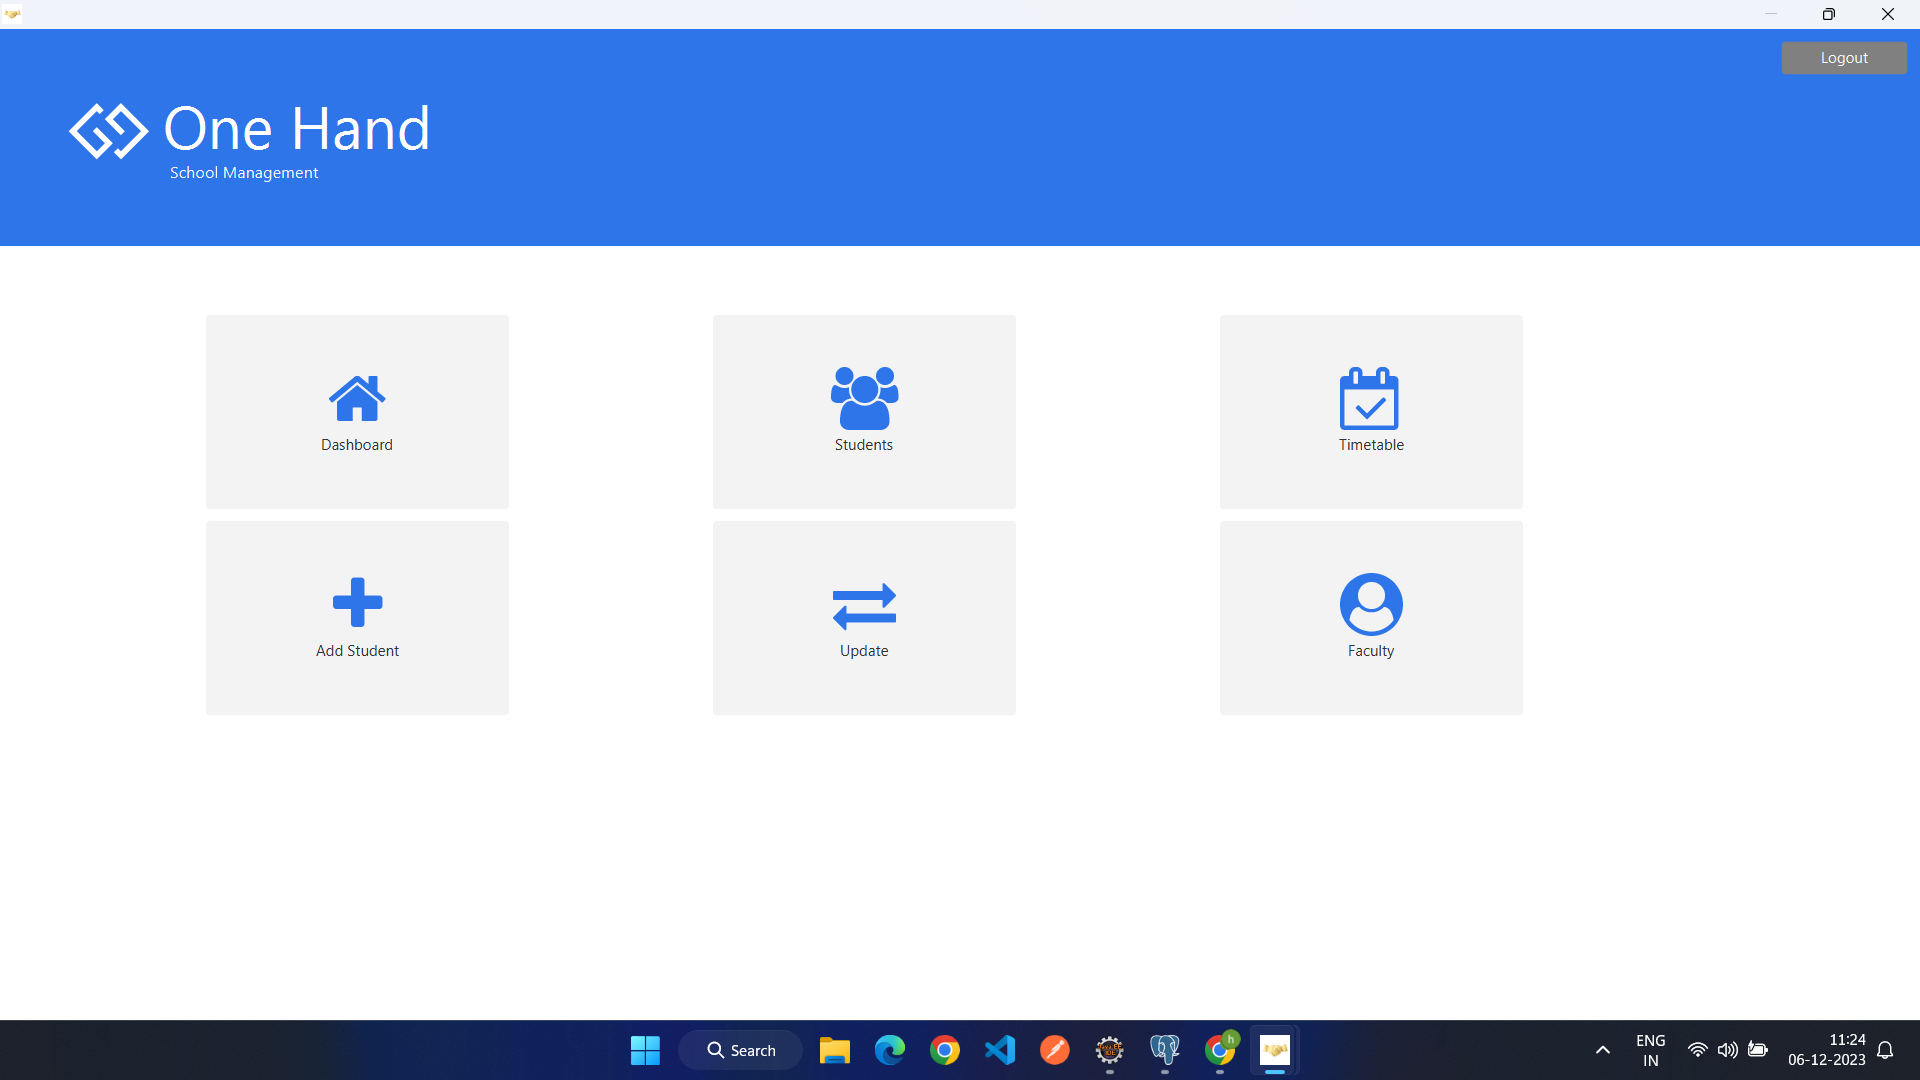 Logout
One Hand
School Management
Dashboard
Students
Timetable
Add Student
Update
Faculty
Search
ENG
IN
11:24
06-12-2023
h